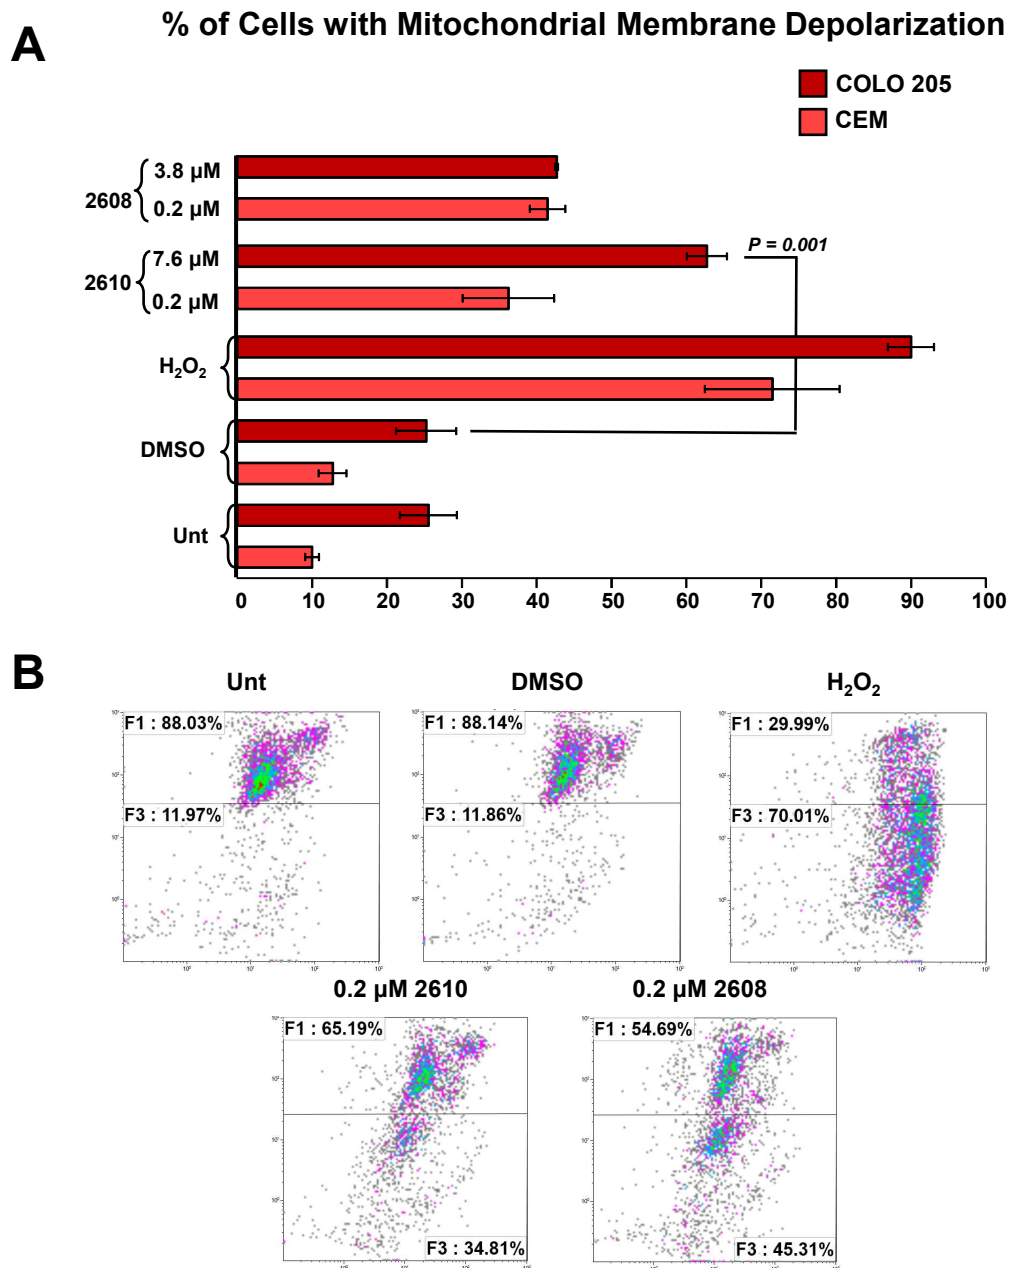 % of Cells with Mitochondrial Membrane Depolarization
A
COLO 205
CEM
3.8 µM
2608
0.2 µM
P = 0.001
7.6 µM
2610
0.2 µM
H₂O₂
DMSO
Unt
0 10 20 30 40 50 60 70 80 90 100
B
Unt DMSO H₂O₂
F1 : 88.03% F1 : 88.14% F1 : 29.99%
F3 : 11.97% F3 : 11.86% F3 : 70.01%
0.2 µM 2610 0.2 µM 2608
F1 : 65.19% F1 : 54.69%
F3 : 34.81% F3 : 45.31%